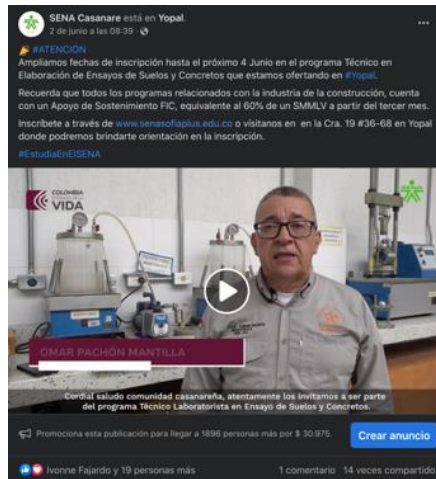 SENA Casanare está en Yopal.
2 de junio a las 08:39 ·
#ATENCIÓN
Ampliamos fechas de inscripción hasta el próximo 4 Junio en el programa Técnico en
Elaboración de Ensayos de Suelos y Concretos que estamos ofertando en #Yopal.
Recuerda que todos los programas relacionados con la industria de la construcción, cuenta
con un Apoyo de Sostenimiento FIC, equivalente al 60% de un SMMLV a partir del tercer mes.
Inscríbete a través de www.senasofiaplus.edu.co o visítanos en en la Cra. 19 #36-68 en Yopal
donde podremos brindarte orientación en la inscripción.
#EstudiaEnElSENA
COLOMBIA
VIDA
SENA
OMAR PACHÓN MANTILLA
Cordial saludo comunidad casanareña, atentamente los invitamos a ser parte
del programa Técnico Laboratorista en Ensayo de Suelos y Concretos.
Promociona esta publicación para llegar a 1896 personas más por $ 30.975.
Crear anuncio
Ivonne Fajardo y 19 personas más
1 comentario 14 veces compartido